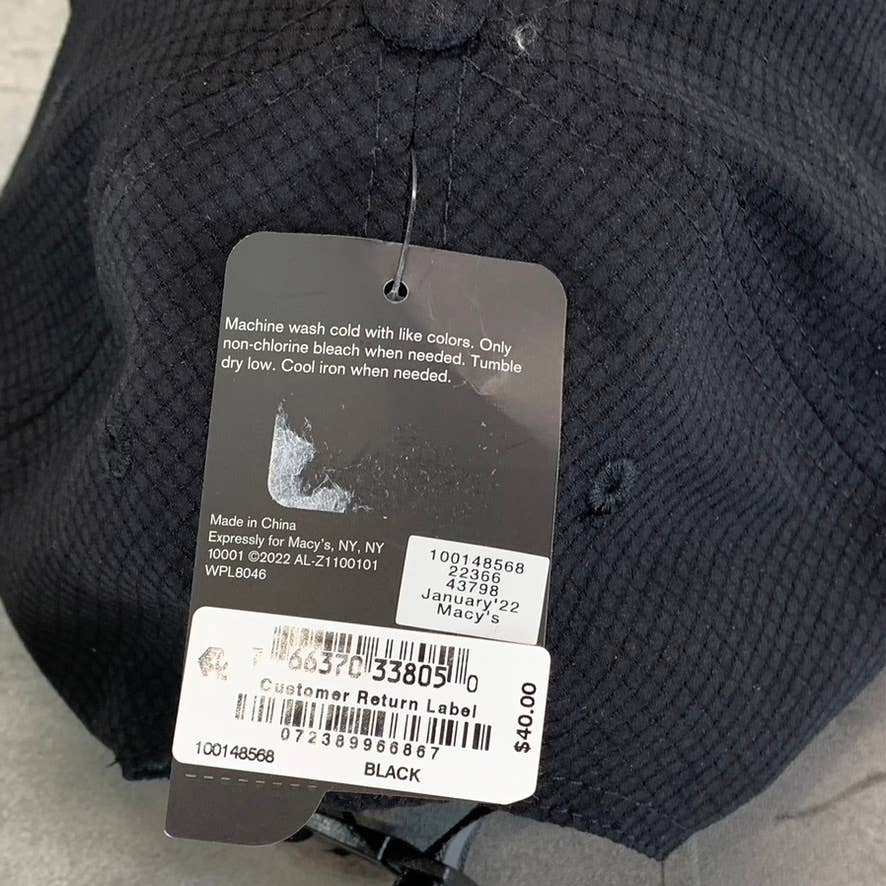 Machine wash cold with like colors. Only
non-chlorine bleach when needed. Tumble
dry low. Cool iron when needed.
Made in China
Expressly for Macy's, NY, NY
10001 ©2022 AL-Z1100101
WPL8046
100148568
22366
43798
January'22
Macy's
66370 33805 0
Customer Return Label
072389966867
100148568
BLACK
$40.00